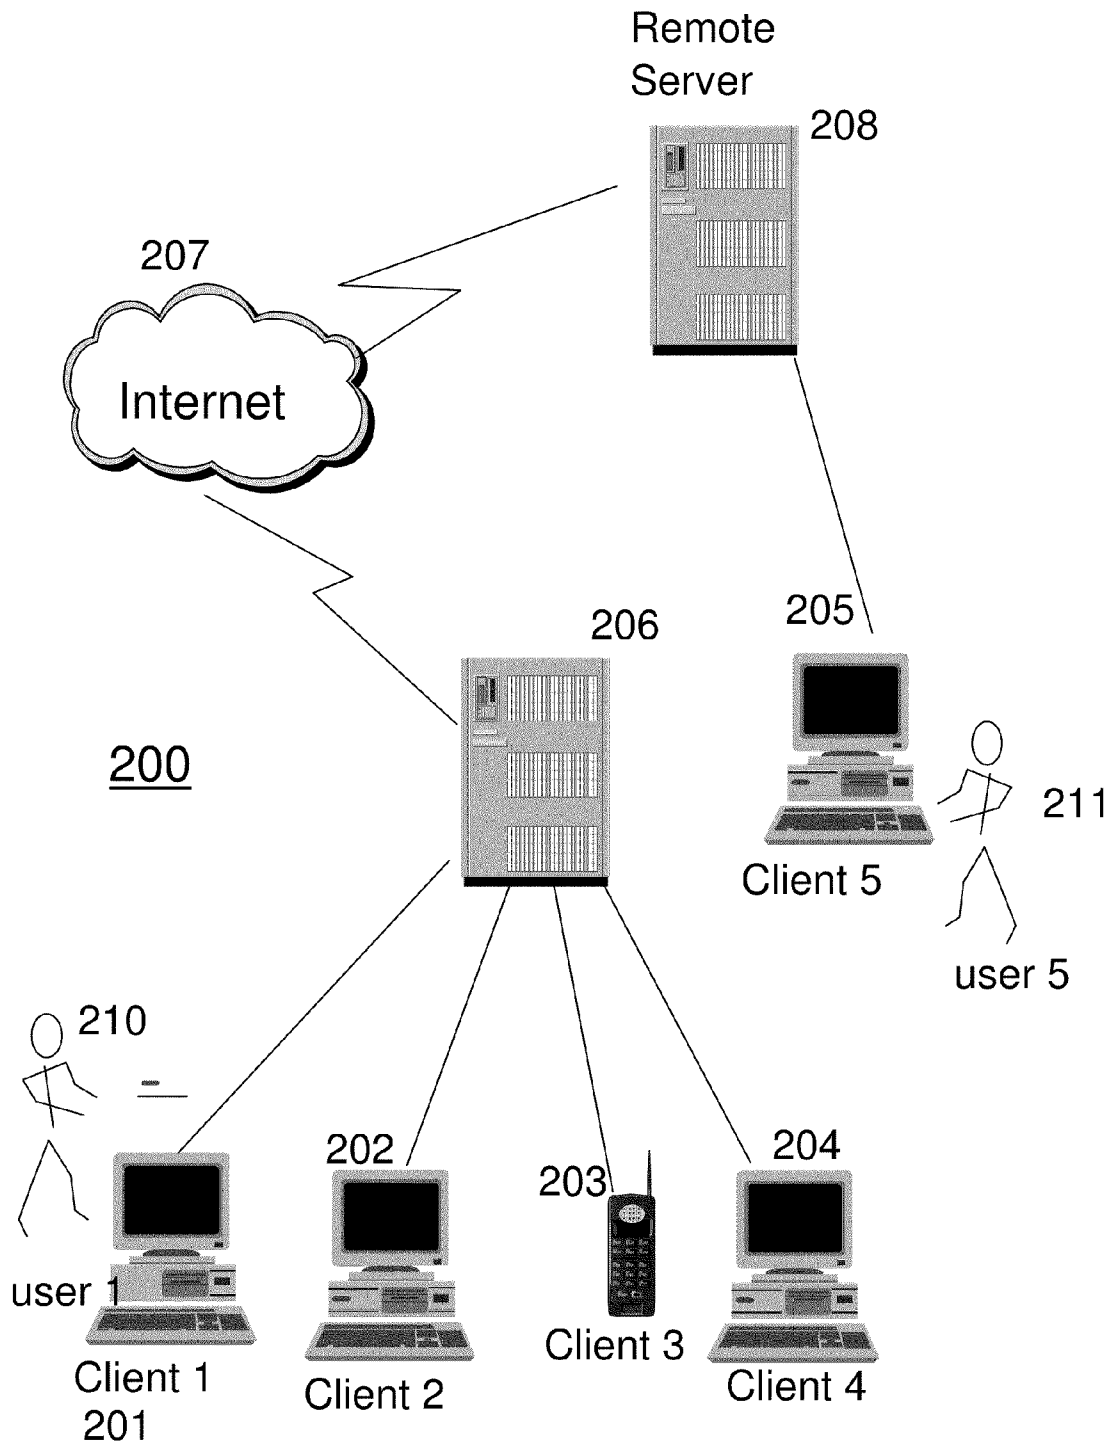 Remote
Server
208
207
Internet
205
206
200
211
Client 5
user 5
210
202
204
203
user 1
Client 3
Client 1
Client 2
Client 4
201